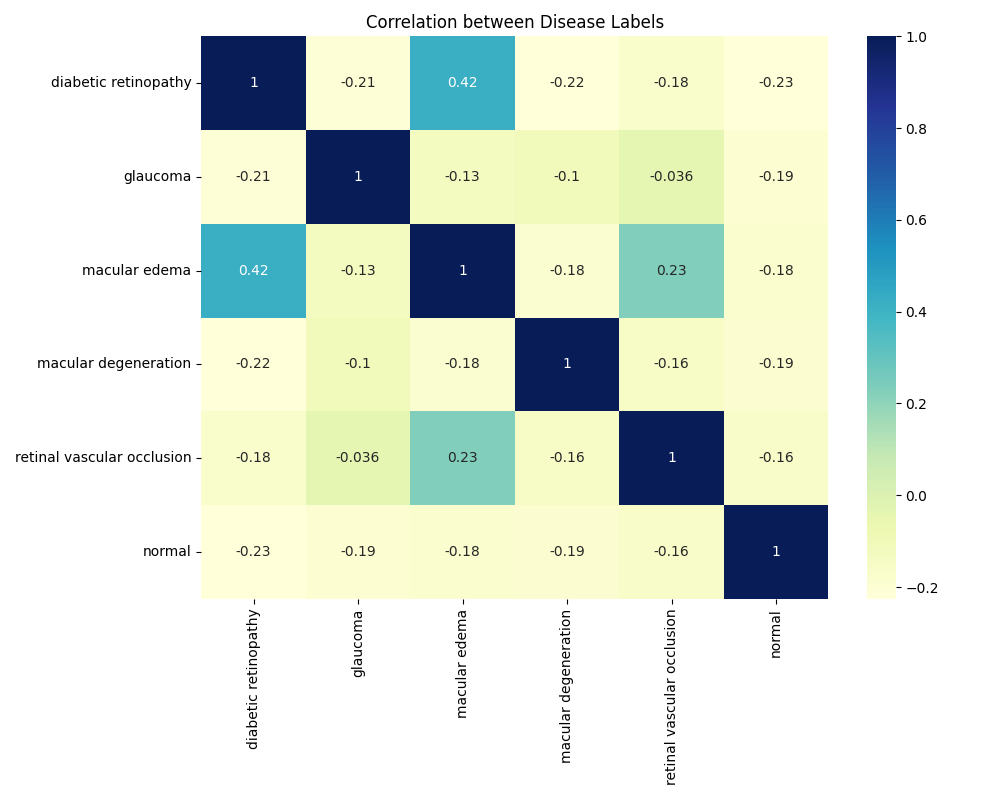 Correlation between Disease Labels
diabetic retinopathy 1 -0.21 0.42 -0.22 -0.18 -0.23
glaucoma -0.21 1 -0.13 -0.1 -0.036 -0.19
macular edema 0.42 -0.13 1 -0.18 0.23 -0.18
macular degeneration -0.22 -0.1 -0.18 1 -0.16 -0.19
retinal vascular occlusion -0.18 -0.036 0.23 -0.16 1 -0.16
normal -0.23 -0.19 -0.18 -0.19 -0.16 1
diabetic retinopathy
glaucoma
macular edema
macular degeneration
retinal vascular occlusion
normal
1.0
0.8
0.6
0.4
0.2
0.0
−0.2